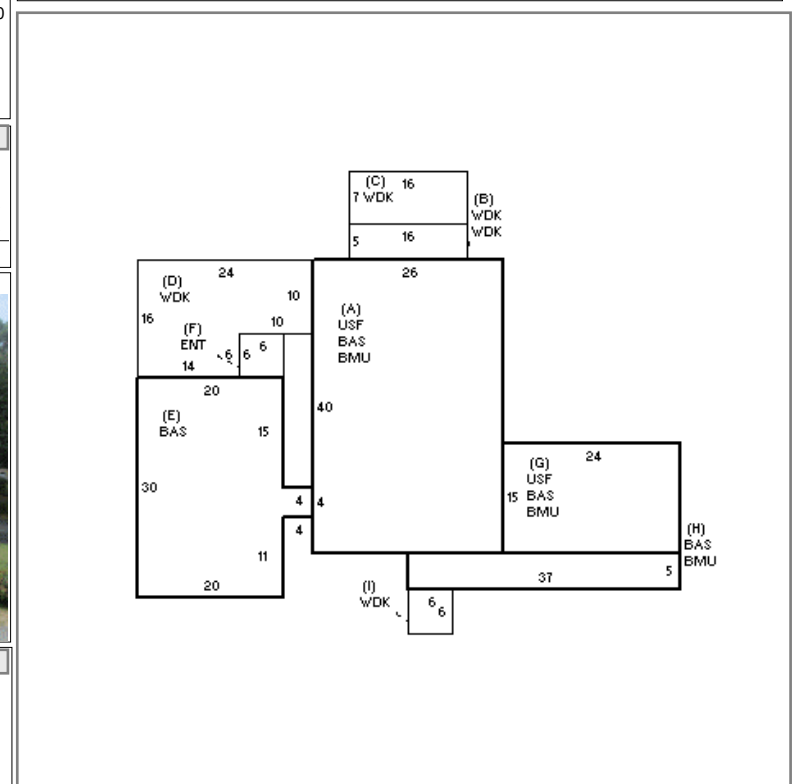 (C) 16
7 WDK
(B)
WDK
WDK
5 16
24
(D)
WDK
10
16
10
(F)
ENT
6 6 6
14
26
(A)
USF
BAS
BMU
40
4
20
(E)
BAS
15
30
4
4
11
20
24
(G)
USF
15 BAS
BMU
(H)
BAS
BMU
5
37
(I)
WDK
6
6